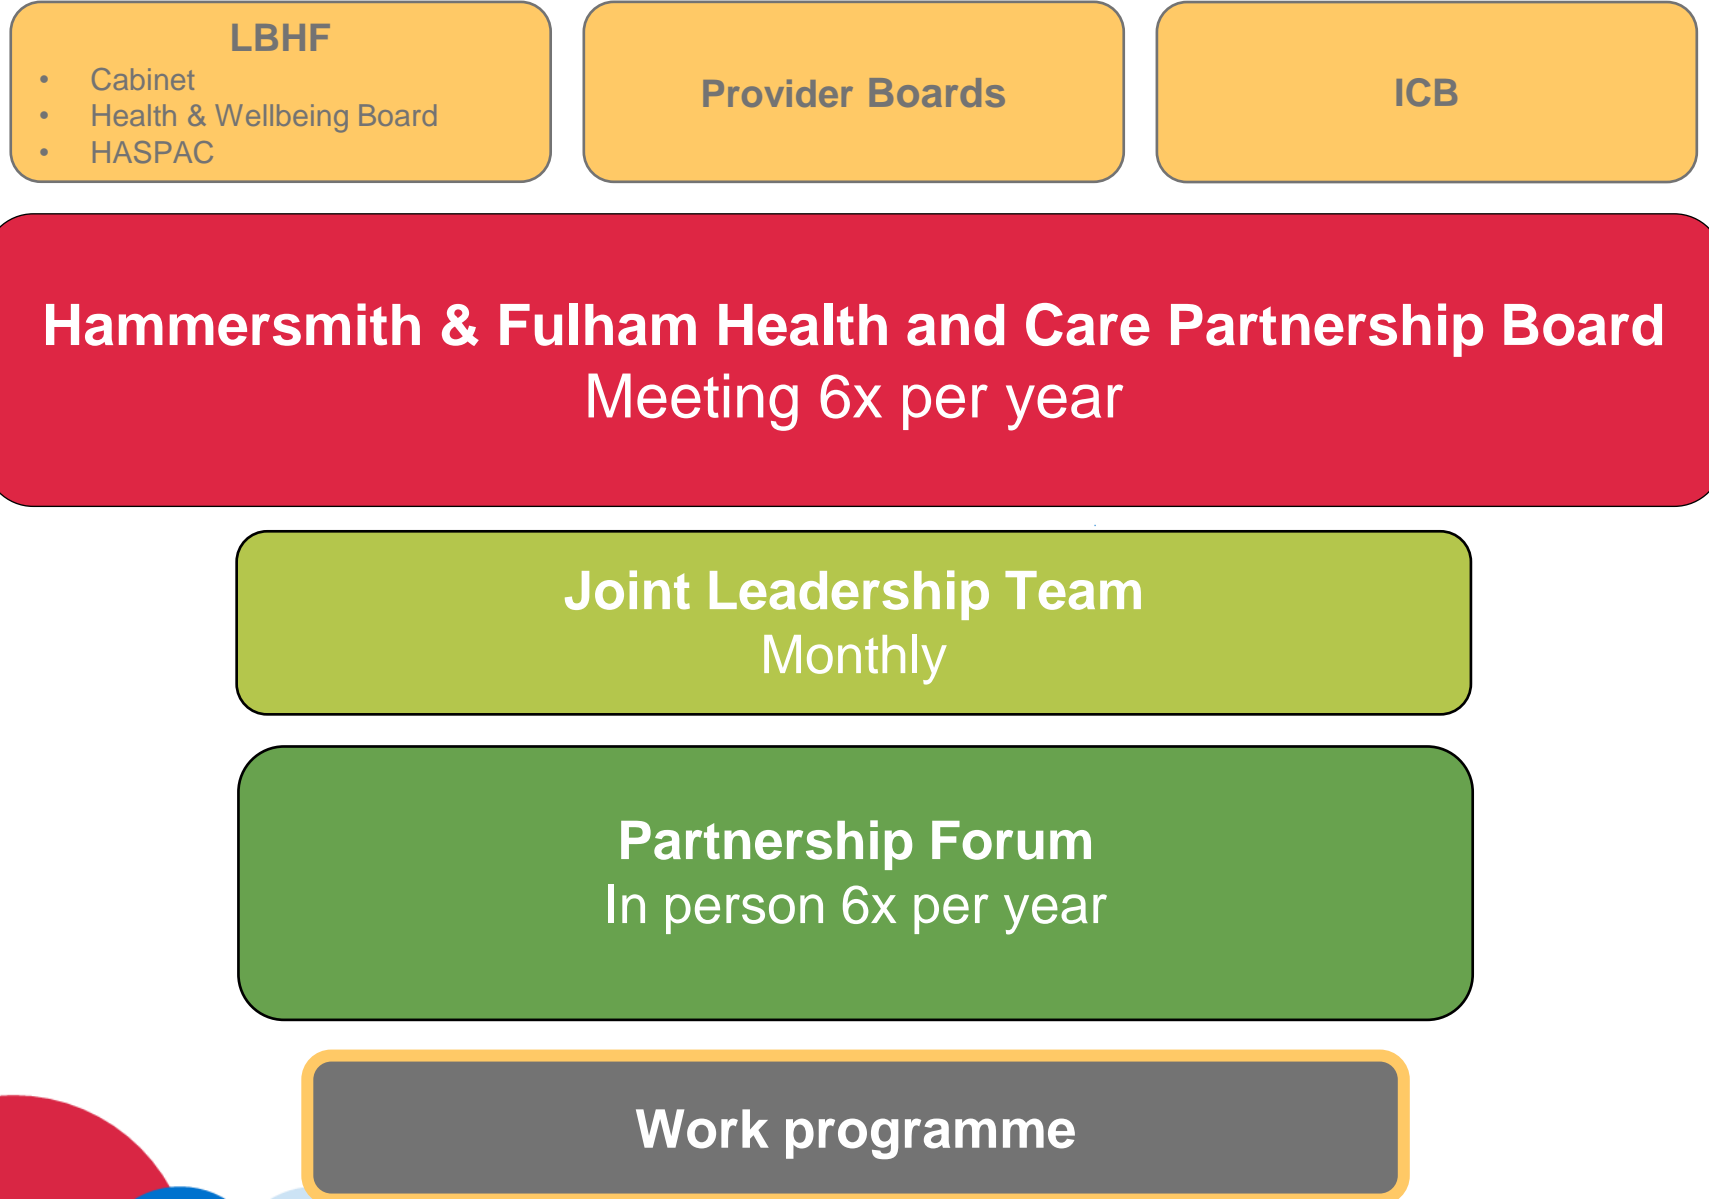 LBHF
• Cabinet
• Health & Wellbeing Board
• HASPAC
Provider Boards
ICB
Hammersmith & Fulham Health and Care Partnership Board
Meeting 6x per year
Joint Leadership Team
Monthly
Partnership Forum
In person 6x per year
Work programme